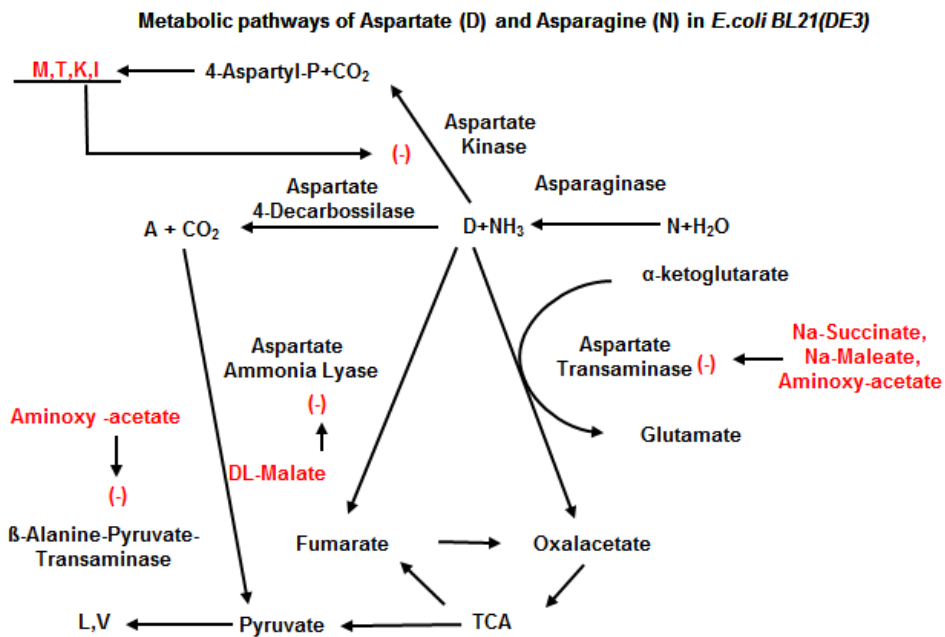 Metabolic pathways of Aspartate (D) and Asparagine (N) in E.coli BL21(DE3)
M,T,K,I
4-Aspartyl-P+CO₂
Aspartate
Kinase
(-)
Asparaginase
Aspartate
4-Decarbossilase
A + CO₂
D+NH₃
N+H₂O
α-ketoglutarate
Aspartate
Ammonia Lyase
(-)
Aspartate
Transaminase (-)
Na-Succinate,
Na-Maleate,
Aminoxy-acetate
Aminoxy -acetate
(-)
DL-Malate
Glutamate
ß-Alanine-Pyruvate-
Transaminase
Fumarate
Oxalacetate
L,V
Pyruvate
TCA